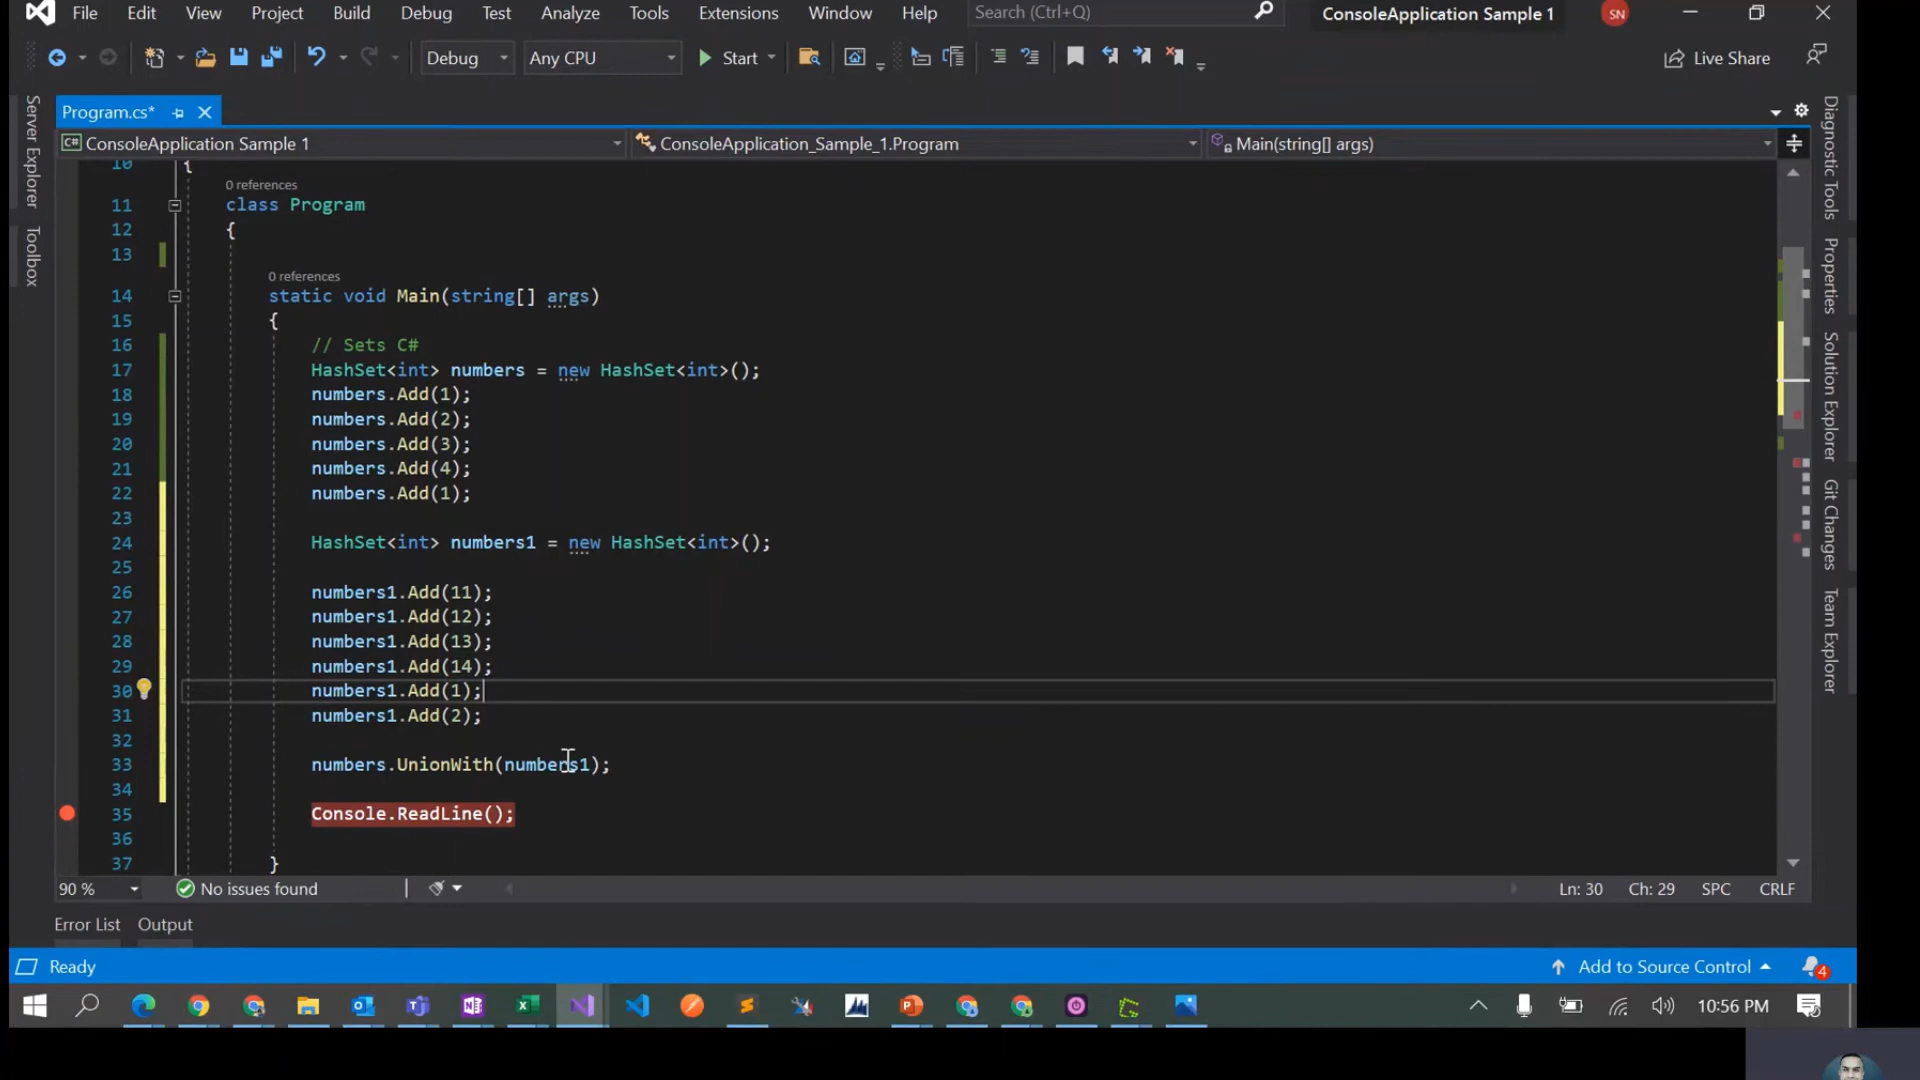 File Edit View Project Build Debug Test Analyze Tools Extensions Window Help Search (Ctrl+Q) ConsoleApplication Sample 1 SN
Debug Any CPU Start Live Share
Program.cs*
C# ConsoleApplication Sample 1 ConsoleApplication_Sample_1.Program Main(string[] args)
Server Explorer
Toolbox
Diagnostic Tools
Properties
Solution Explorer
Git Changes
Team Explorer
10 {
0 references
11 class Program
12 {
13
0 references
14 static void Main(string[] args)
15 {
16 // Sets C#
17 HashSet<int> numbers = new HashSet<int>();
18 numbers.Add(1);
19 numbers.Add(2);
20 numbers.Add(3);
21 numbers.Add(4);
22 numbers.Add(1);
23
24 HashSet<int> numbers1 = new HashSet<int>();
25
26 numbers1.Add(11);
27 numbers1.Add(12);
28 numbers1.Add(13);
29 numbers1.Add(14);
30 numbers1.Add(1);
31 numbers1.Add(2);
32
33 numbers.UnionWith(numbers1);
34
35 Console.ReadLine();
36
37 }
90 % No issues found Ln: 30 Ch: 29 SPC CRLF
Error List Output
Ready Add to Source Control 4
10:56 PM